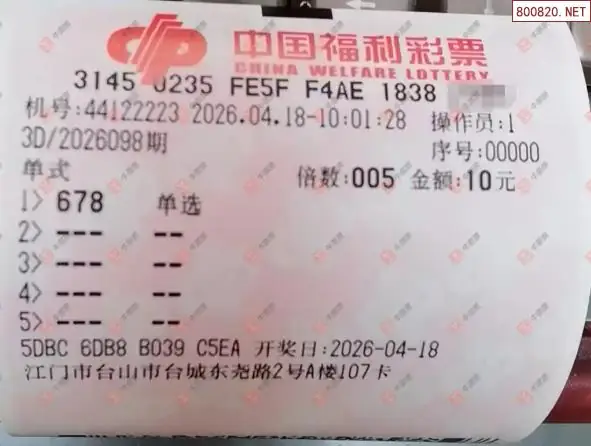 800820.NET
中国福利彩票
CHINA WELFARE LOTTERY
3145 0235 FE5F F4AE 1838
机号:44122223 2026.04.18-10:01:28 操作员:1
3D/2026098期 序号:00000
单式 倍数:005 金额:10元
1> 678 单选
2> --- --
3> --- --
4> --- --
5> --- --
5DBC 6DB8 B039 C5EA 开奖日:2026-04-18
江门市台山市台城东尧路2号A楼107卡